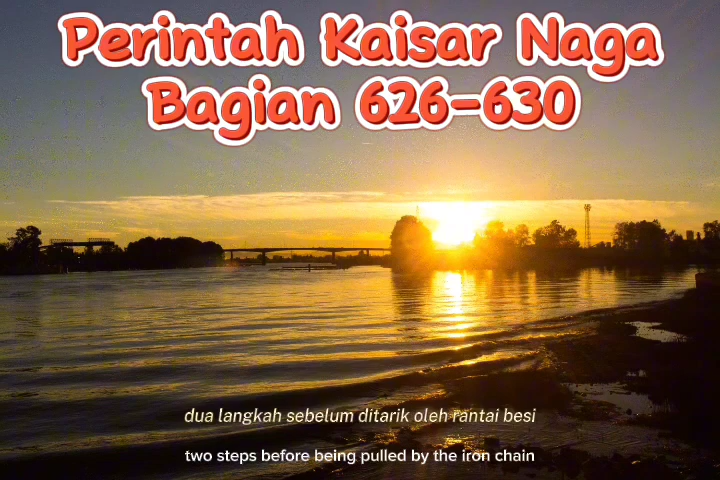 Perintah Kaisar Naga
Bagian 626-630
dua langkah sebelum ditarik oleh rantai besi
two steps before being pulled by the iron chain